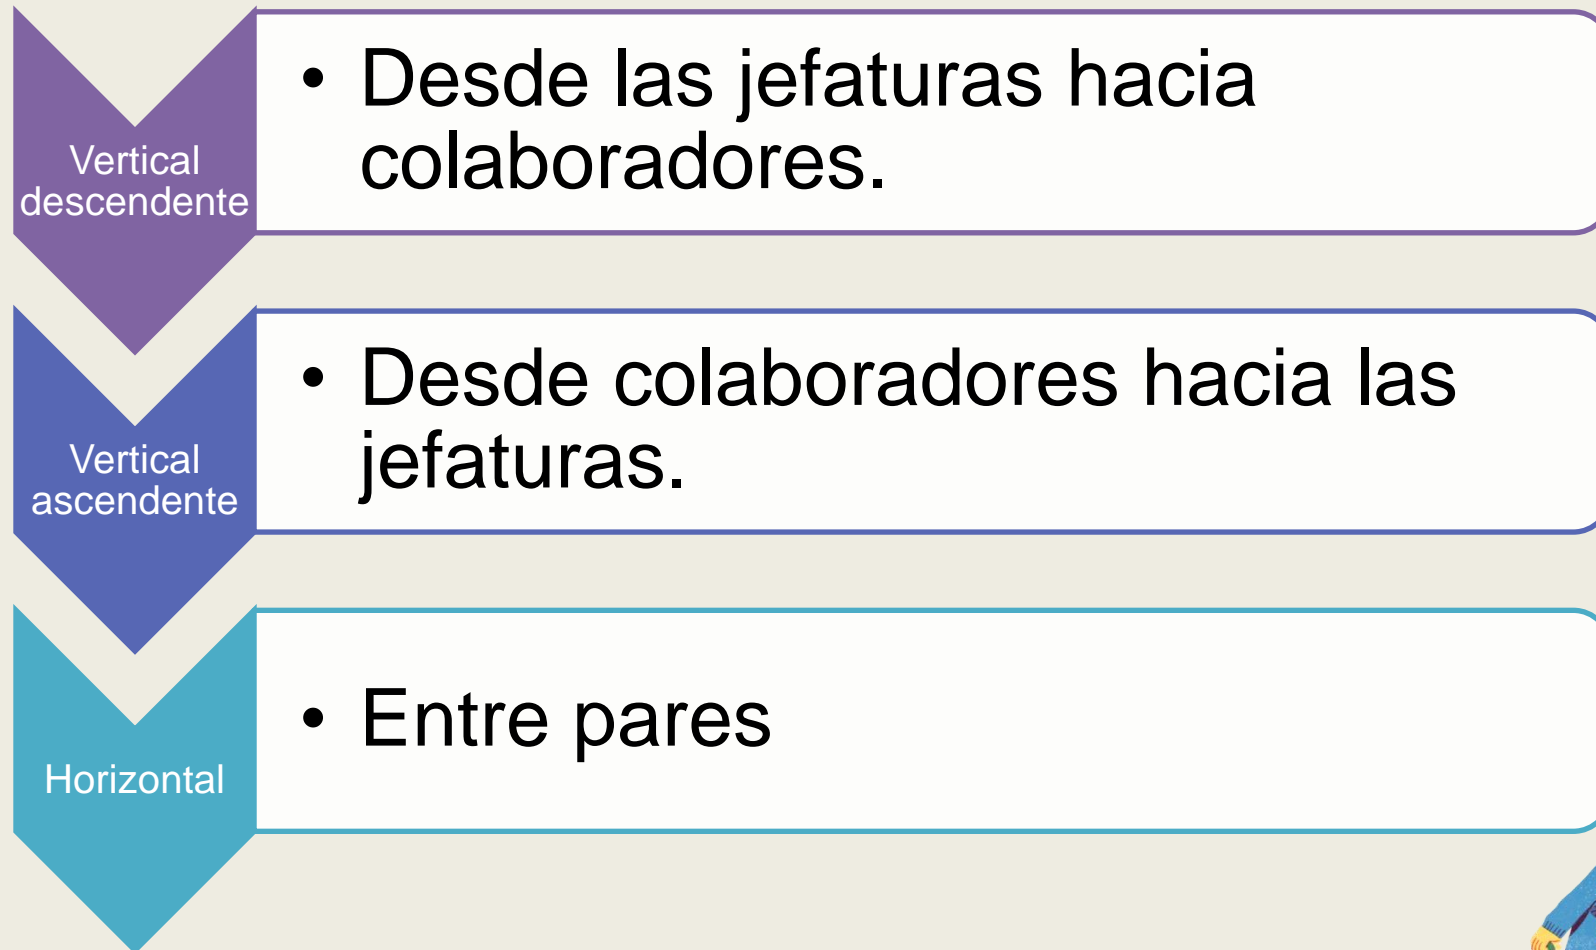 Vertical
descendente
• Desde las jefaturas hacia
colaboradores.
Vertical
ascendente
• Desde colaboradores hacia las
jefaturas.
Horizontal
• Entre pares